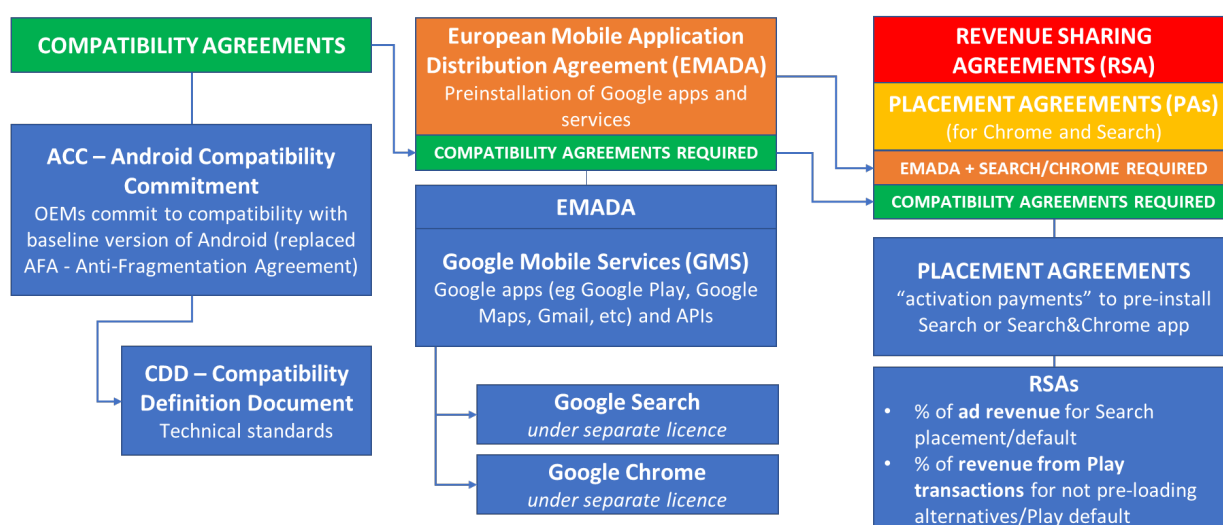 COMPATIBILITY AGREEMENTS
ACC – Android Compatibility
Commitment
OEMs commit to compatibility with
baseline version of Android (replaced
AFA - Anti-Fragmentation Agreement)
CDD – Compatibility
Definition Document
Technical standards
European Mobile Application
Distribution Agreement (EMADA)
Preinstallation of Google apps and
services
COMPATIBILITY AGREEMENTS REQUIRED
EMADA
Google Mobile Services (GMS)
Google apps (eg Google Play, Google
Maps, Gmail, etc) and APIs
Google Search
under separate licence
Google Chrome
under separate licence
REVENUE SHARING
AGREEMENTS (RSA)
PLACEMENT AGREEMENTS (PAs)
(for Chrome and Search)
EMADA + SEARCH/CHROME REQUIRED
COMPATIBILITY AGREEMENTS REQUIRED
PLACEMENT AGREEMENTS
“activation payments” to pre-install
Search or Search&Chrome app
RSAs
• % of ad revenue for Search
placement/default
• % of revenue from Play
transactions for not pre-loading
alternatives/Play default